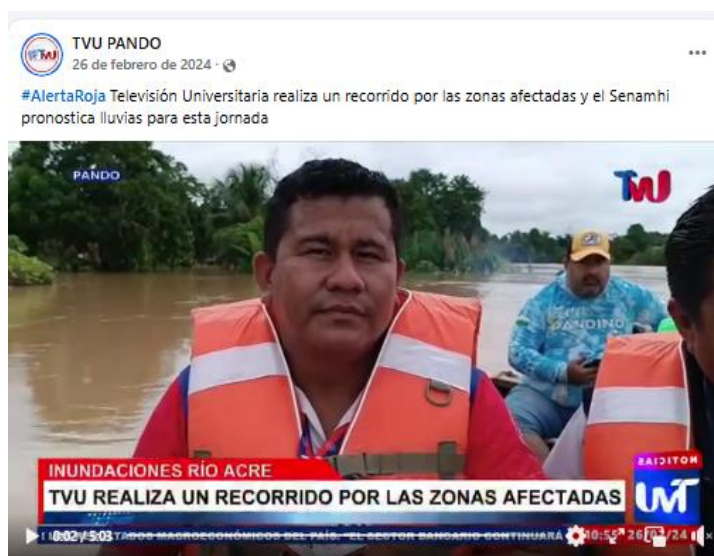 TVU PANDO
26 de febrero de 2024
#AlertaRoja Televisión Universitaria realiza un recorrido por las zonas afectadas y el Senamhi
pronostica lluvias para esta jornada
PANDO
TVU
PANDINO
INUNDACIONES RÍO ACRE
TVU REALIZA UN RECORRIDO POR LAS ZONAS AFECTADAS
NOTICIAS
0:02 / 5:03
MACROECONÓMICOS DEL PAÍS. "EL SECTOR BANCARIO CONTINUARÁ